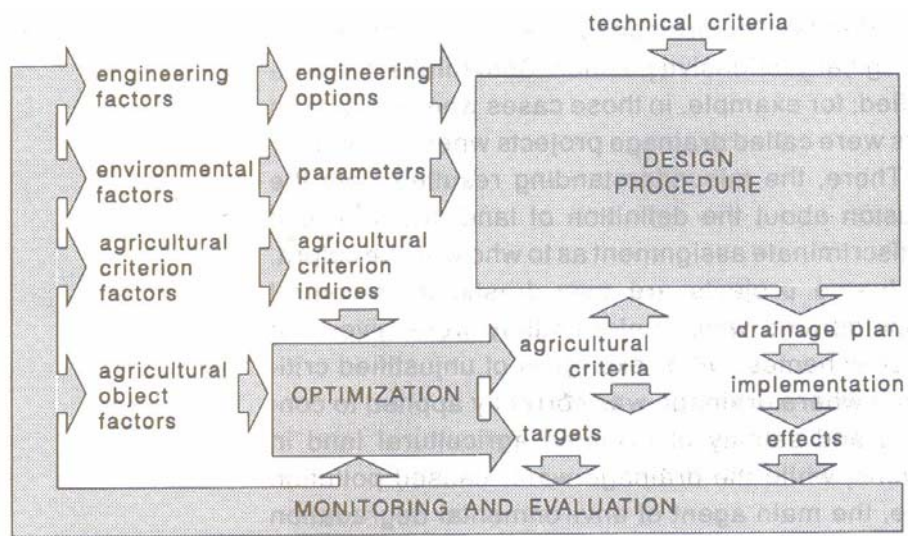 technical criteria
engineering
factors
engineering
options
environmental
factors
parameters
DESIGN
PROCEDURE
agricultural
criterion
factors
agricultural
criterion
indices
agricultural
object
factors
OPTIMIZATION
agricultural
criteria
targets
drainage plan
implementation
effects
MONITORING AND EVALUATION